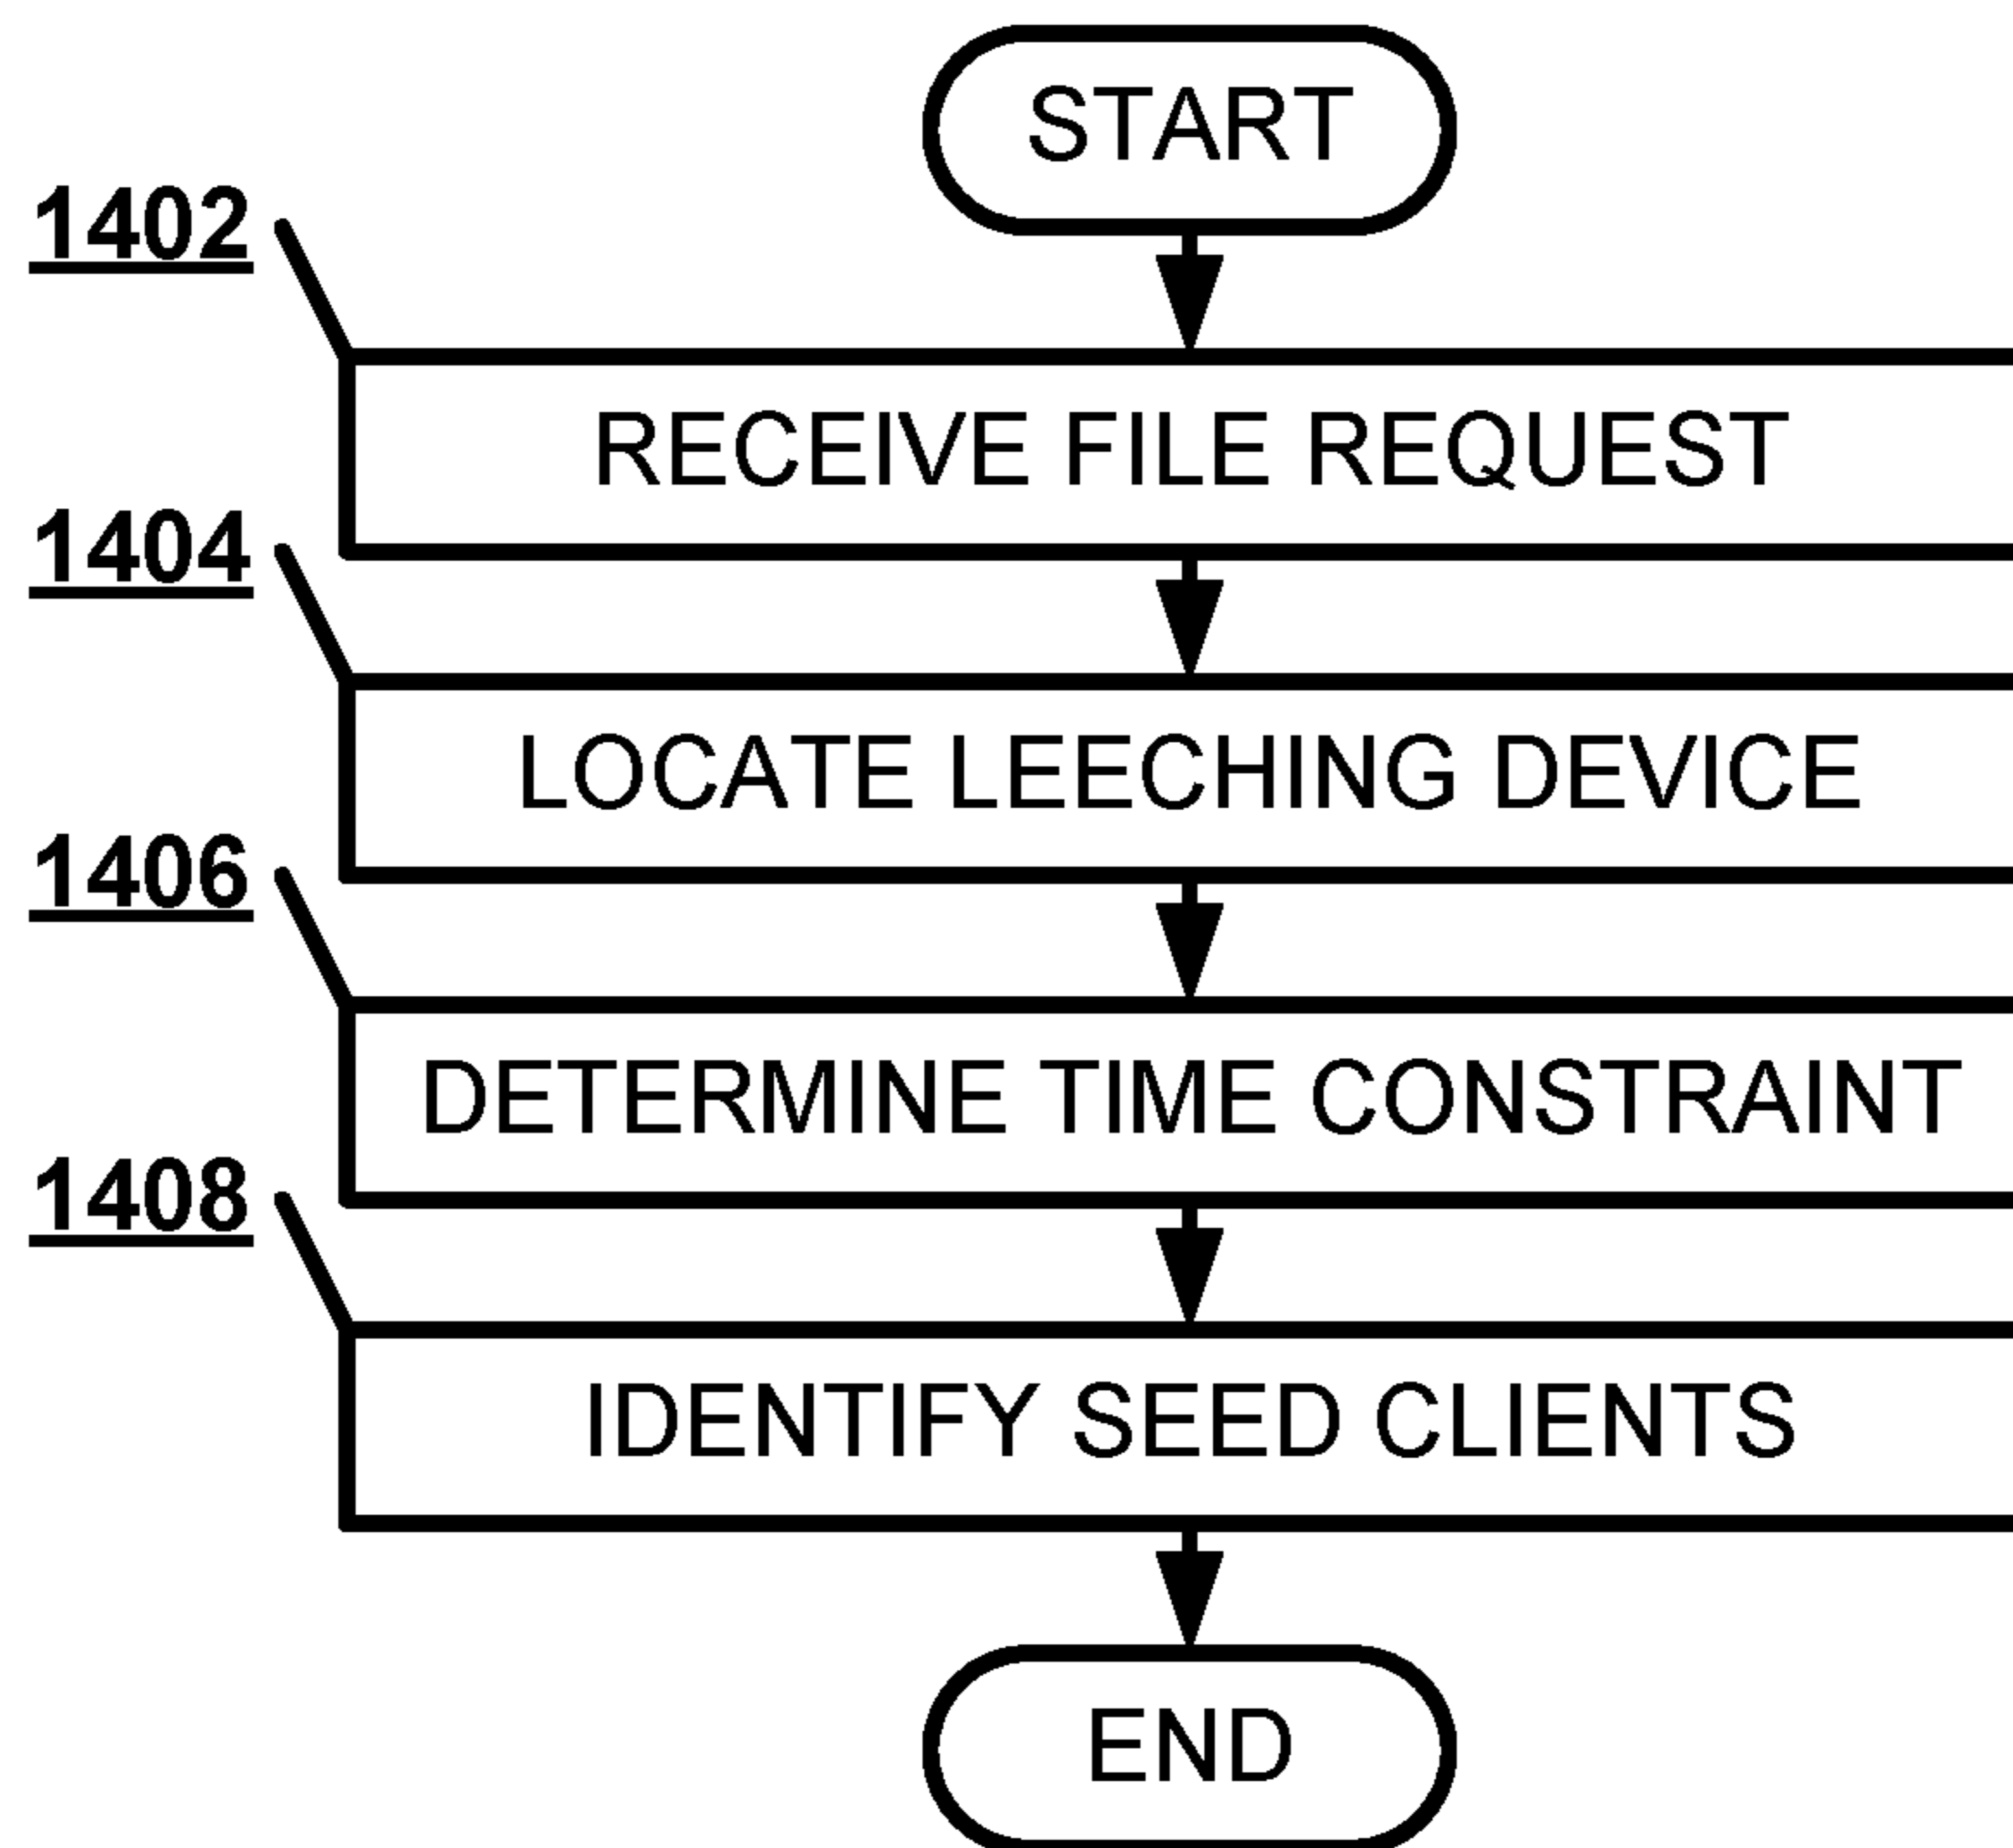 START
1402
RECEIVE FILE REQUEST
1404
LOCATE LEECHING DEVICE
1406
DETERMINE TIME CONSTRAINT
1408
IDENTIFY SEED CLIENTS
END